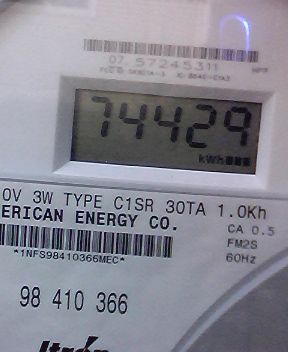 07 57245311
74429
kWh
0V 3W TYPE C1SR 30TA 1.0Kh
ERICAN ENERGY CO.
CA 0.5
FM2S
60Hz
*1NFS98410366MEC*
98 410 366
Itron